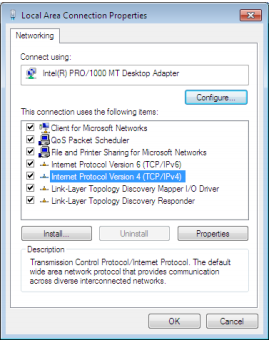 Local Area Connection Properties
Networking
Connect using:
Intel(R) PRO/1000 MT Desktop Adapter
Configure...
This connection uses the following items:
Client for Microsoft Networks
QoS Packet Scheduler
File and Printer Sharing for Microsoft Networks
Internet Protocol Version 6 (TCP/IPv6)
Internet Protocol Version 4 (TCP/IPv4)
Link-Layer Topology Discovery Mapper I/O Driver
Link-Layer Topology Discovery Responder
Install...
Uninstall
Properties
Description
Transmission Control Protocol/Internet Protocol. The default
wide area network protocol that provides communication
across diverse interconnected networks.
OK
Cancel